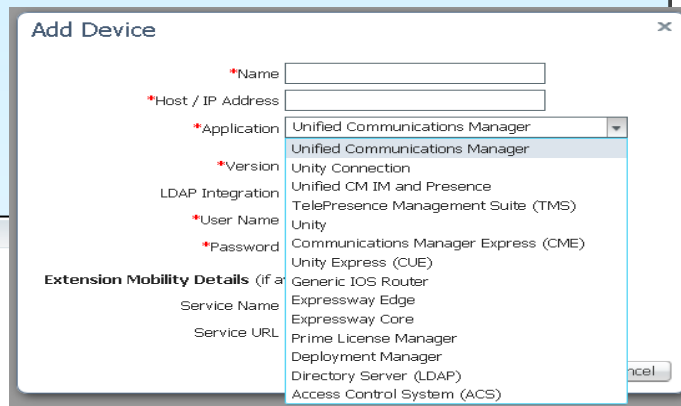 Add Device
*Name
*Host / IP Address
*Application Unified Communications Manager
Unified Communications Manager
*Version Unity Connection
Unified CM IM and Presence
LDAP Integration
TelePresence Management Suite (TMS)
*User Name Unity
*Password Communications Manager Express (CME)
Unity Express (CUE)
Extension Mobility Details (if
Generic IOS Router
Service Name Expressway Edge
Expressway Core
Service URL Prime License Manager
Deployment Manager
Directory Server (LDAP)
ncel
Access Control System (ACS)